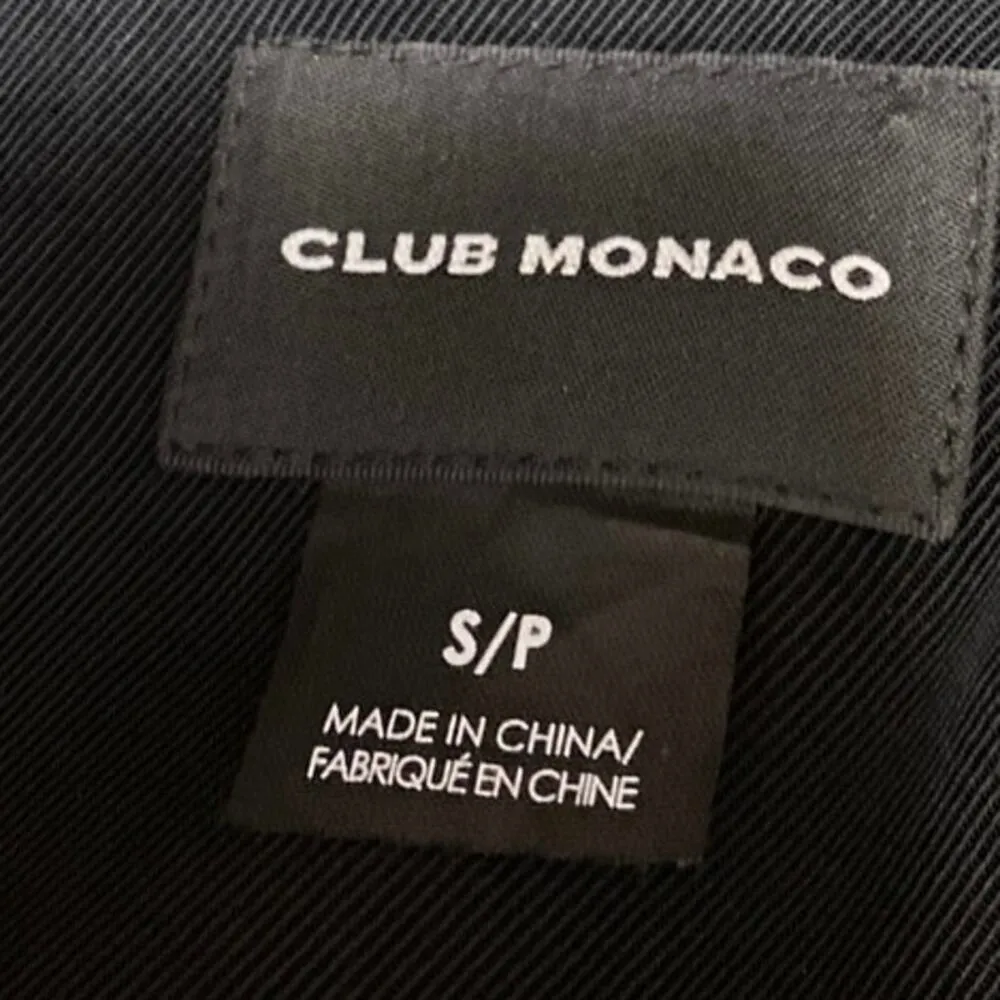 CLUB MONACO
S/P
MADE IN CHINA/
FABRIQUÉ EN CHINE